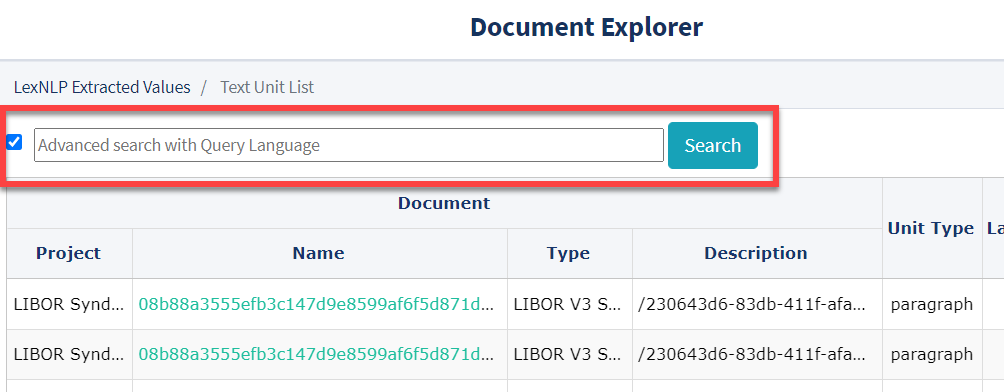 Document Explorer
LexNLP Extracted Values / Text Unit List
Advanced search with Query Language Search
Document
Unit Type La
Project Name Type Description
LIBOR Synd... 08b88a3555efb3c147d9e8599af6f5d871d... LIBOR V3 S... /230643d6-83db-411f-afa... paragraph
LIBOR Synd... 08b88a3555efb3c147d9e8599af6f5d871d... LIBOR V3 S... /230643d6-83db-411f-afa... paragraph